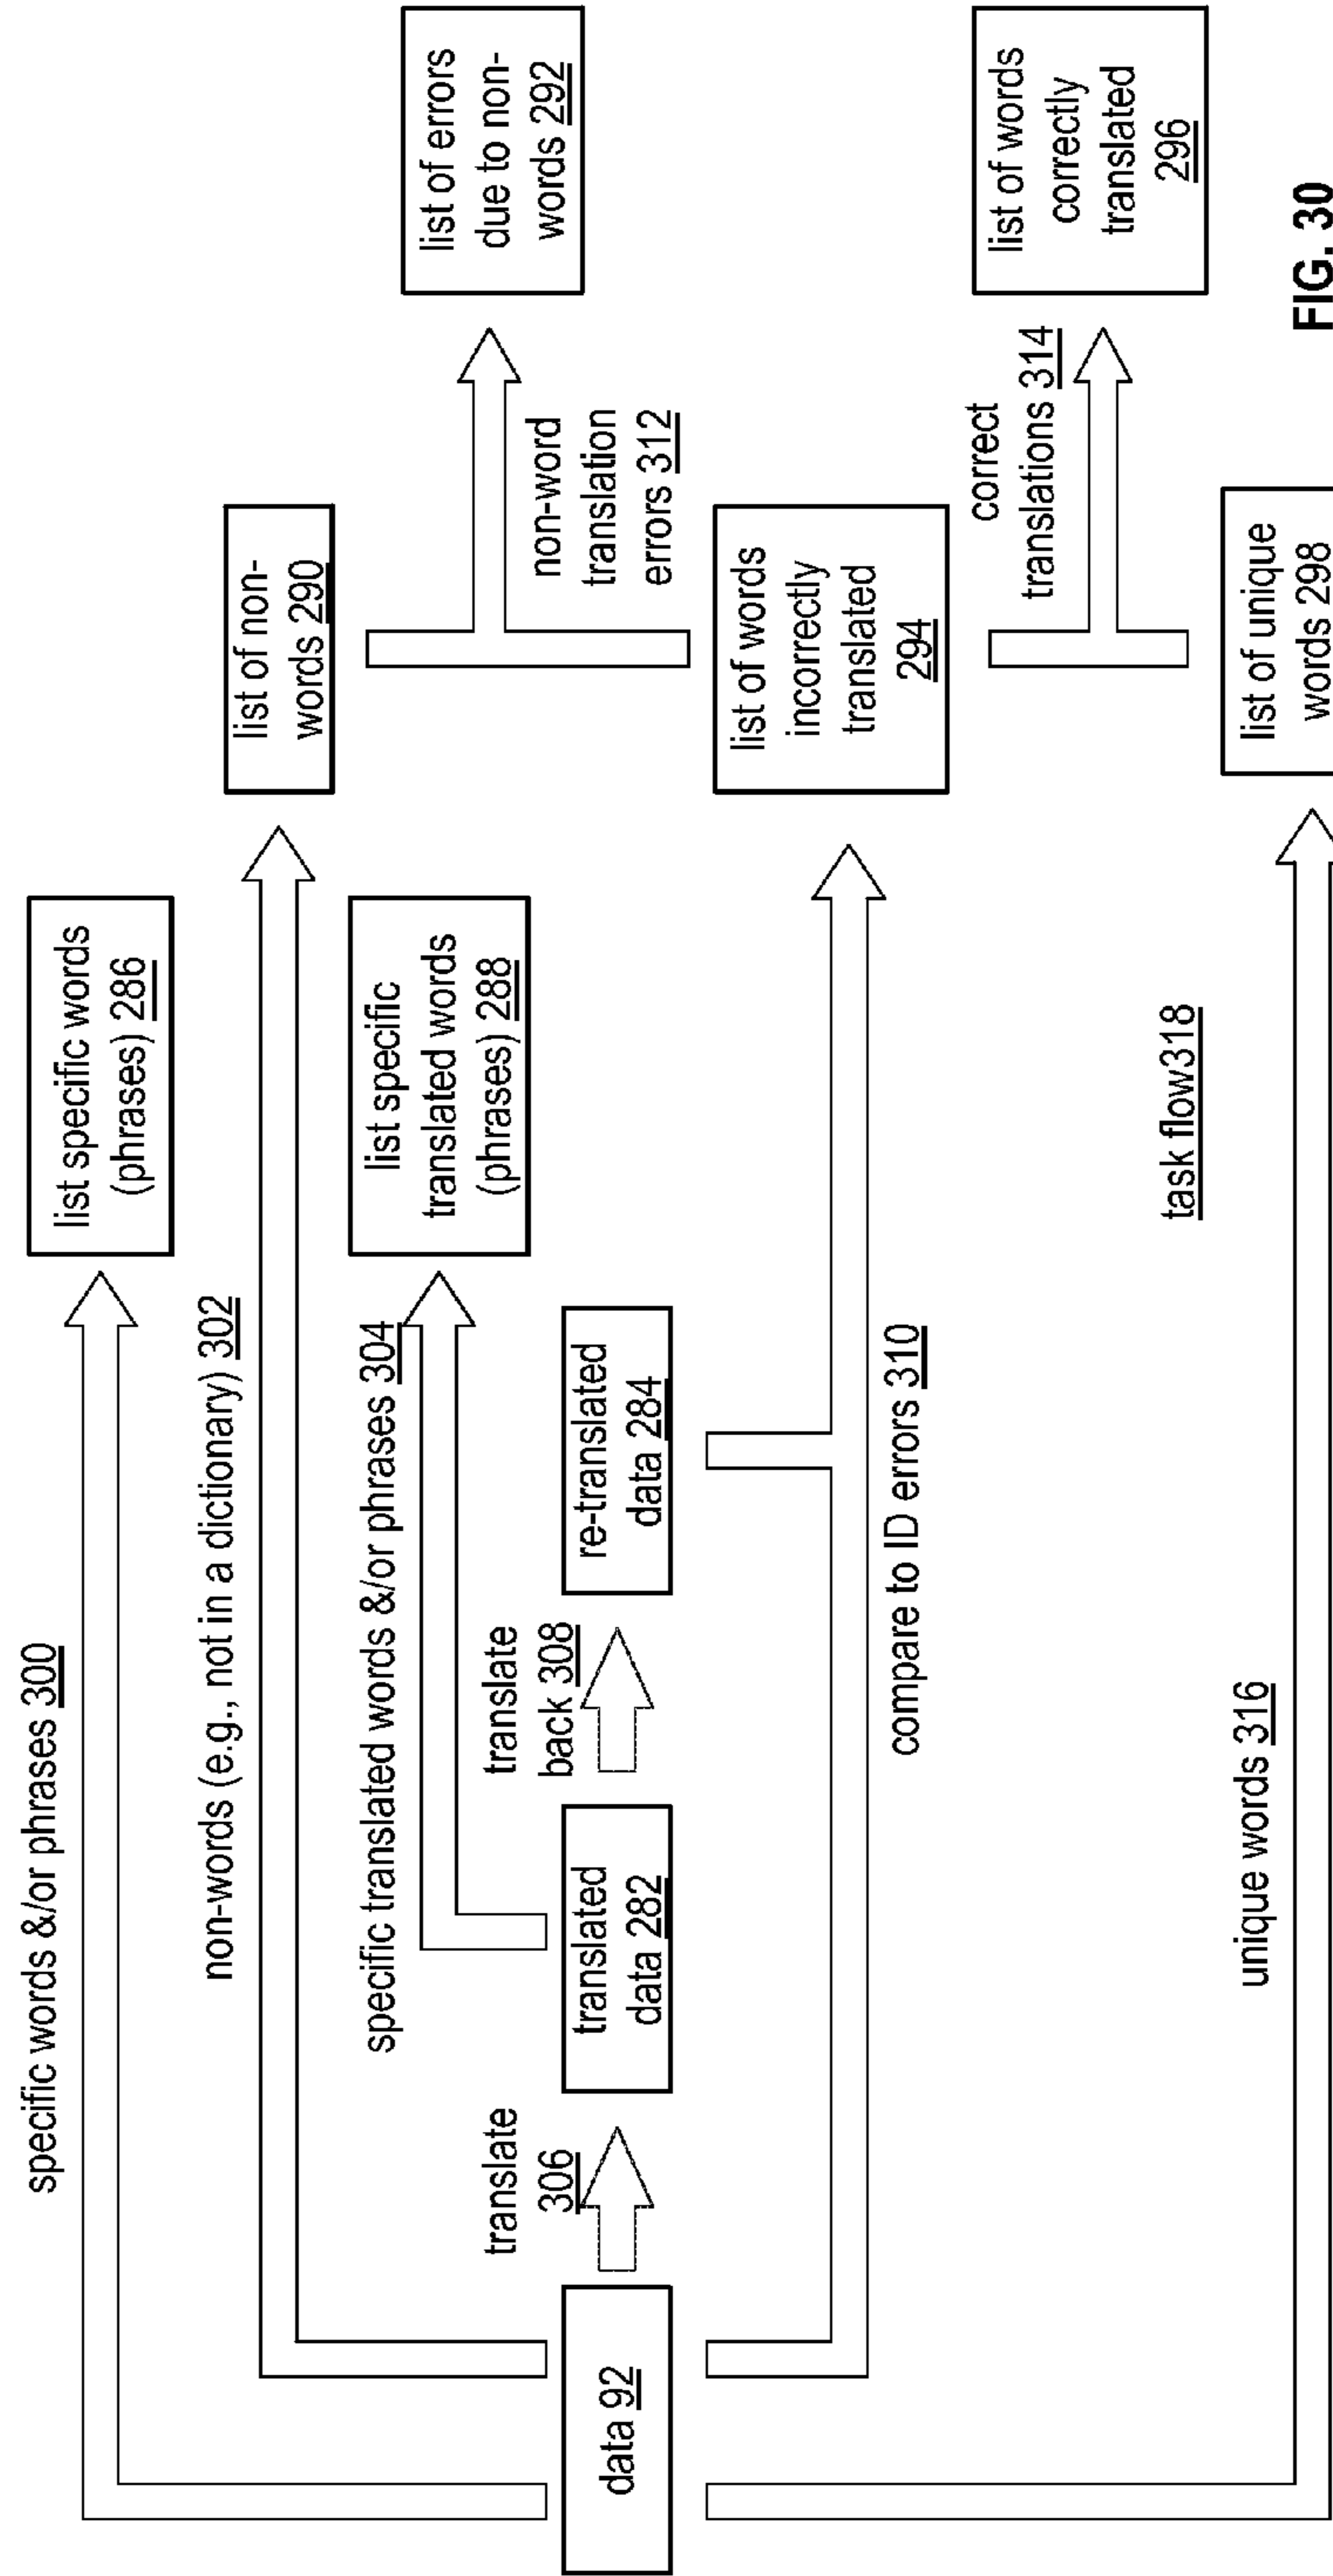 specific words &/or phrases 300
list specific words
(phrases) 286
non-words (e.g., not in a dictionary) 302
list of non-
words 290
specific translated words &/or phrases 304
list specific
translated words
(phrases) 288
list of errors
due to non-
words 292
non-word
translation
errors 312
data 92
translate
306
translated
data 282
translate
back 308
re-translated
data 284
compare to ID errors 310
list of words
incorrectly
translated
294
correct
translations 314
list of words
correctly
translated
296
task flow318
unique words 316
list of unique
words 298
FIG. 30